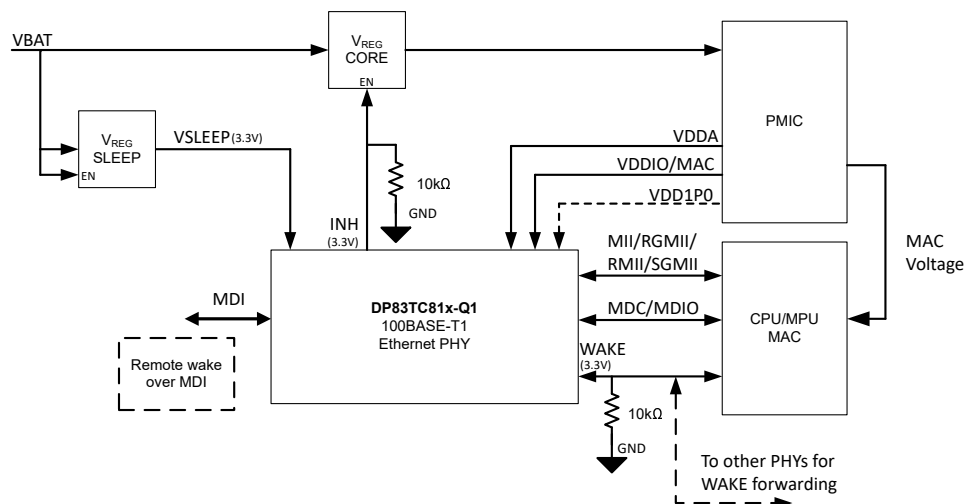 VBAT
VREG
CORE
EN
VREG
SLEEP
EN
VSLEEP(3.3V)
PMIC
VDDA
VDDIO/MAC
VDD1P0
10kΩ
GND
INH
(3.3V)
MAC
Voltage
MII/RGMII/
RMII/SGMII
MDI
DP83TC81x-Q1
100BASE-T1
Ethernet PHY
MDC/MDIO
CPU/MPU
MAC
WAKE
(3.3V)
Remote wake
over MDI
10kΩ
GND
To other PHYs for
WAKE forwarding